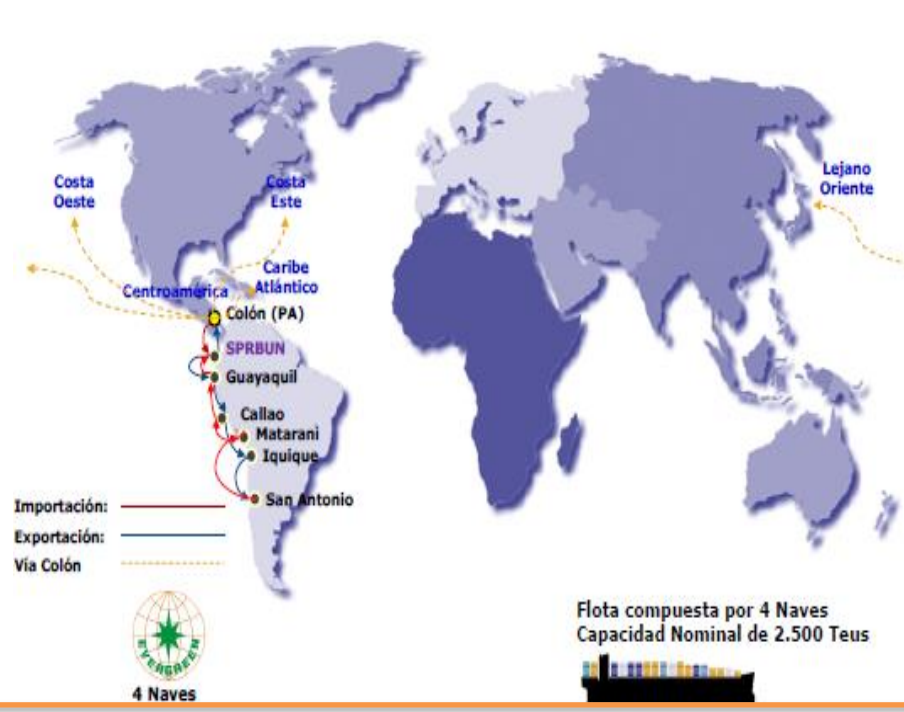 Costa
Oeste
Costa
Este
Lejano
Oriente
Caribe
Atlántico
Centroamérica
Colón (PA)
SPRBUN
Guayaquil
Callao
Matarani
Iquique
San Antonio
Importación:
Exportación:
Vía Colón
EVERGREEN
4 Naves
Flota compuesta por 4 Naves
Capacidad Nominal de 2.500 Teus